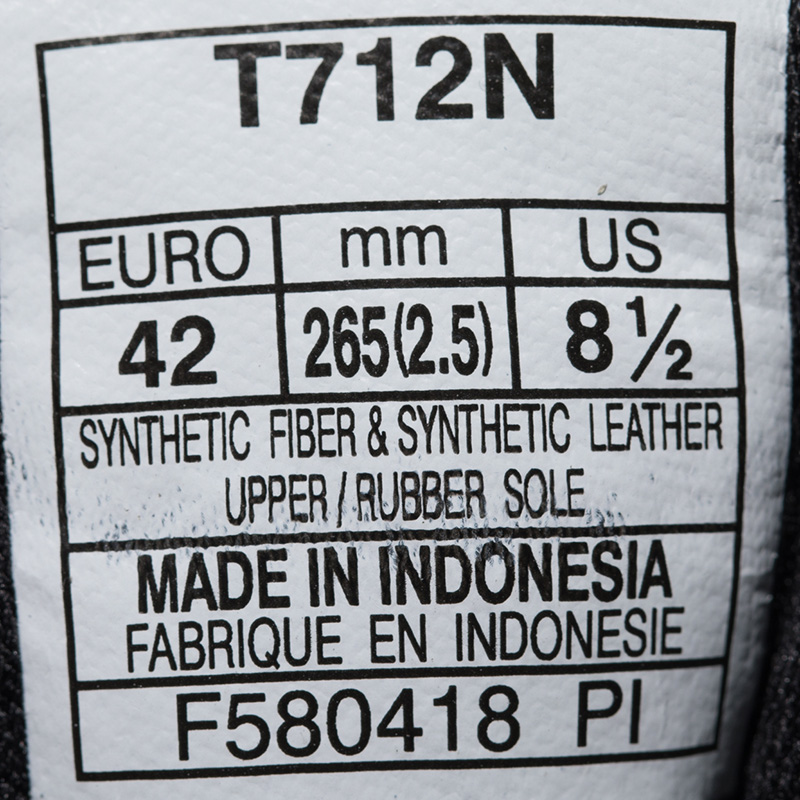 T712N
EURO mm US
42 265(2.5) 8 ½
SYNTHETIC FIBER & SYNTHETIC LEATHER
UPPER / RUBBER SOLE
MADE IN INDONESIA
FABRIQUE EN INDONESIE
F580418 PI